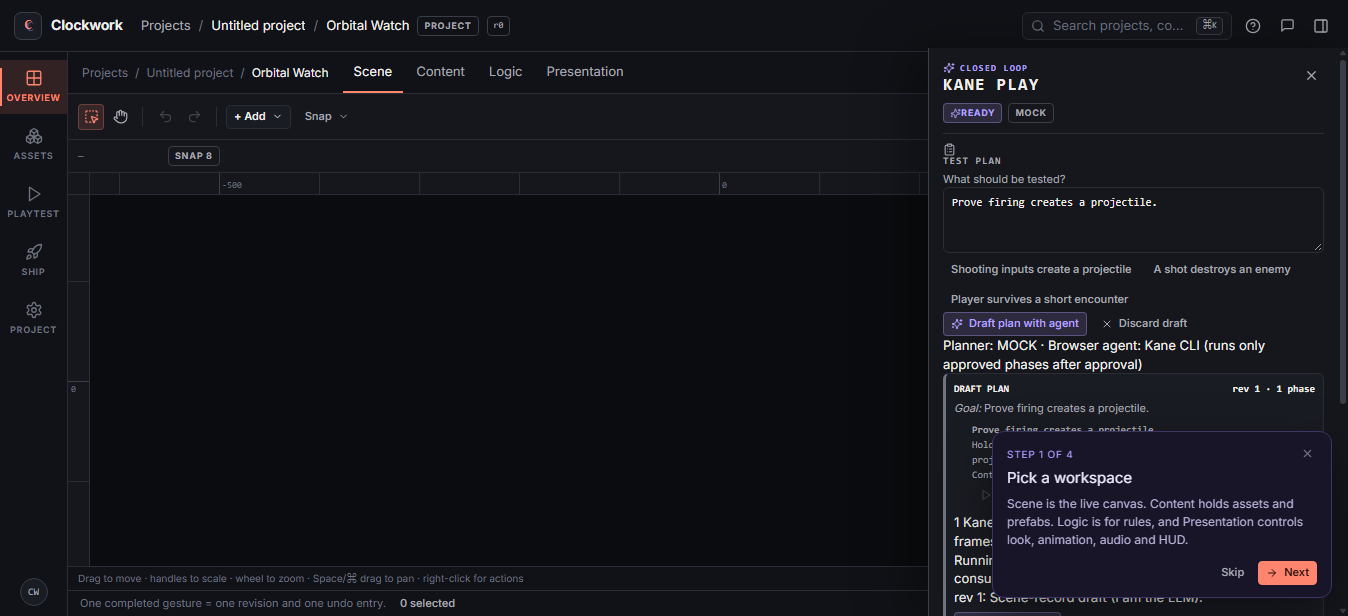 Clockwork Projects / Untitled project / Orbital Watch PROJECT r0 Search projects, co... ⌘K
OVERVIEW
ASSETS
PLAYTEST
SHIP
PROJECT
CW
Projects / Untitled project / Orbital Watch Scene Content Logic Presentation
+ Add Snap
– SNAP 8
-500 0
0
Drag to move · handles to scale · wheel to zoom · Space/⌘ drag to pan · right-click for actions
One completed gesture = one revision and one undo entry. 0 selected
CLOSED LOOP
KANE PLAY
READY MOCK
TEST PLAN
What should be tested?
Prove firing creates a projectile.
Shooting inputs create a projectile A shot destroys an enemy
Player survives a short encounter
Draft plan with agent Discard draft
Planner: MOCK · Browser agent: Kane CLI (runs only
approved phases after approval)
DRAFT PLAN rev 1 · 1 phase
Goal: Prove firing creates a projectile.
Prove firing creates a projectile
1 Kane
STEP 1 OF 4
Pick a workspace
Scene is the live canvas. Content holds assets and
prefabs. Logic is for rules, and Presentation controls
look, animation, audio and HUD.
Skip → Next
rev 1: